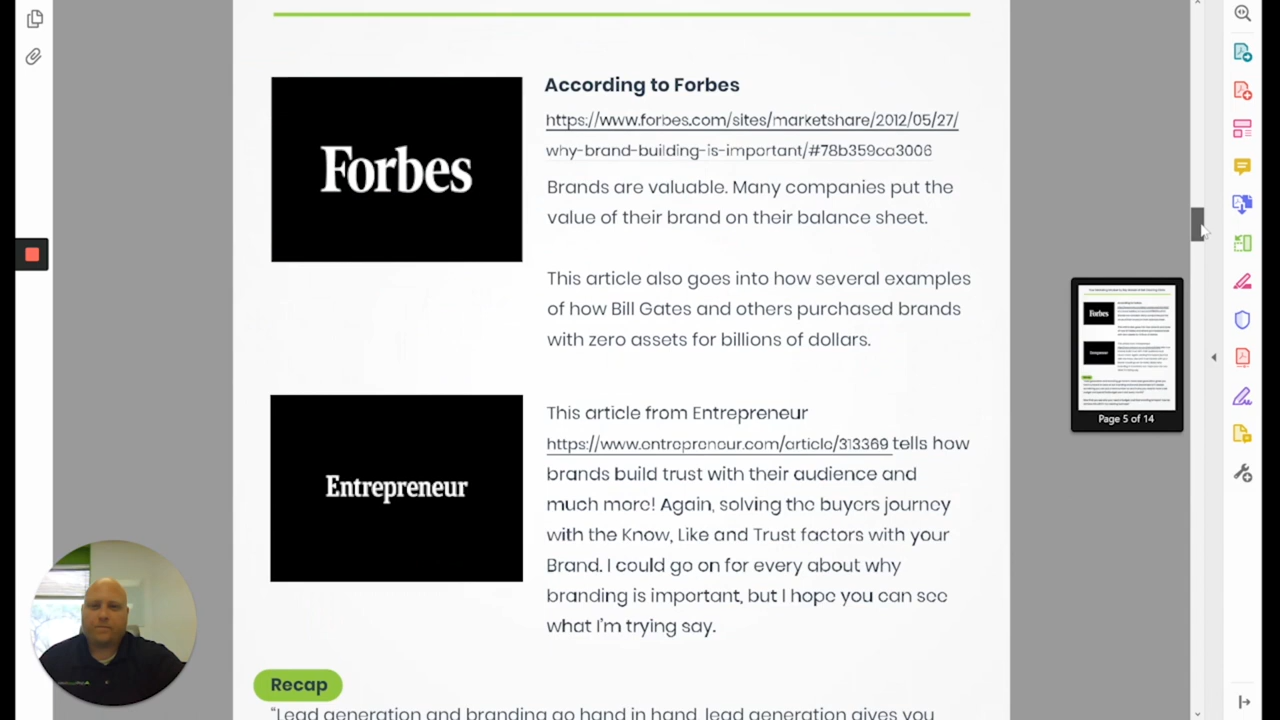 Forbes
According to Forbes
https://www.forbes.com/sites/marketshare/2012/05/27/
why-brand-building-is-important/#78b359ca3006
Brands are valuable. Many companies put the
value of their brand on their balance sheet.
This article also goes into how several examples
of how Bill Gates and others purchased brands
with zero assets for billions of dollars.
Entrepreneur
This article from Entrepreneur
https://www.entrepreneur.com/article/313369 tells how
brands build trust with their audience and
much more! Again, solving the buyers journey
with the Know, Like and Trust factors with your
Brand. I could go on for every about why
branding is important, but I hope you can see
what I'm trying say.
Recap
"Lead generation and branding go hand in hand, lead generation gives you
Page 5 of 14